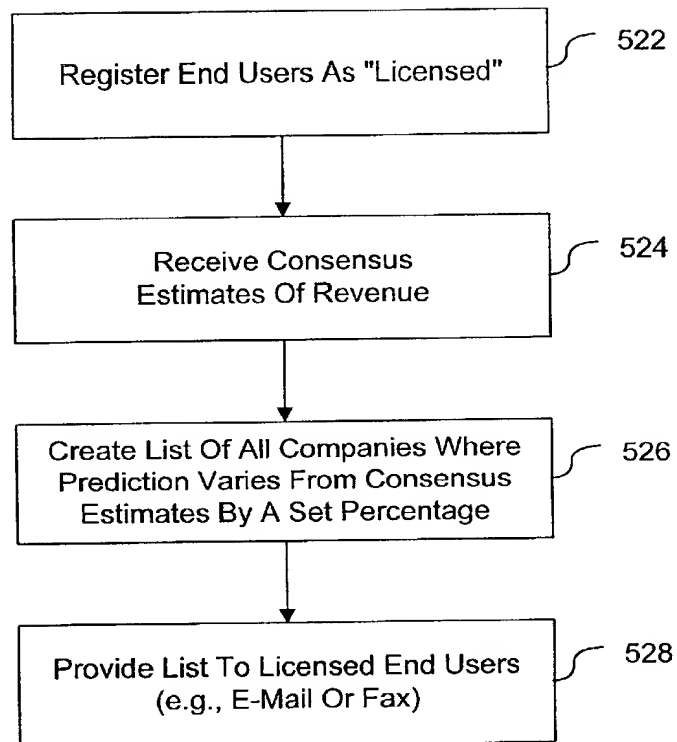 Register End Users As "Licensed"
522
Receive Consensus
Estimates Of Revenue
524
Create List Of All Companies Where
Prediction Varies From Consensus
Estimates By A Set Percentage
526
Provide List To Licensed End Users
(e.g., E-Mail Or Fax)
528